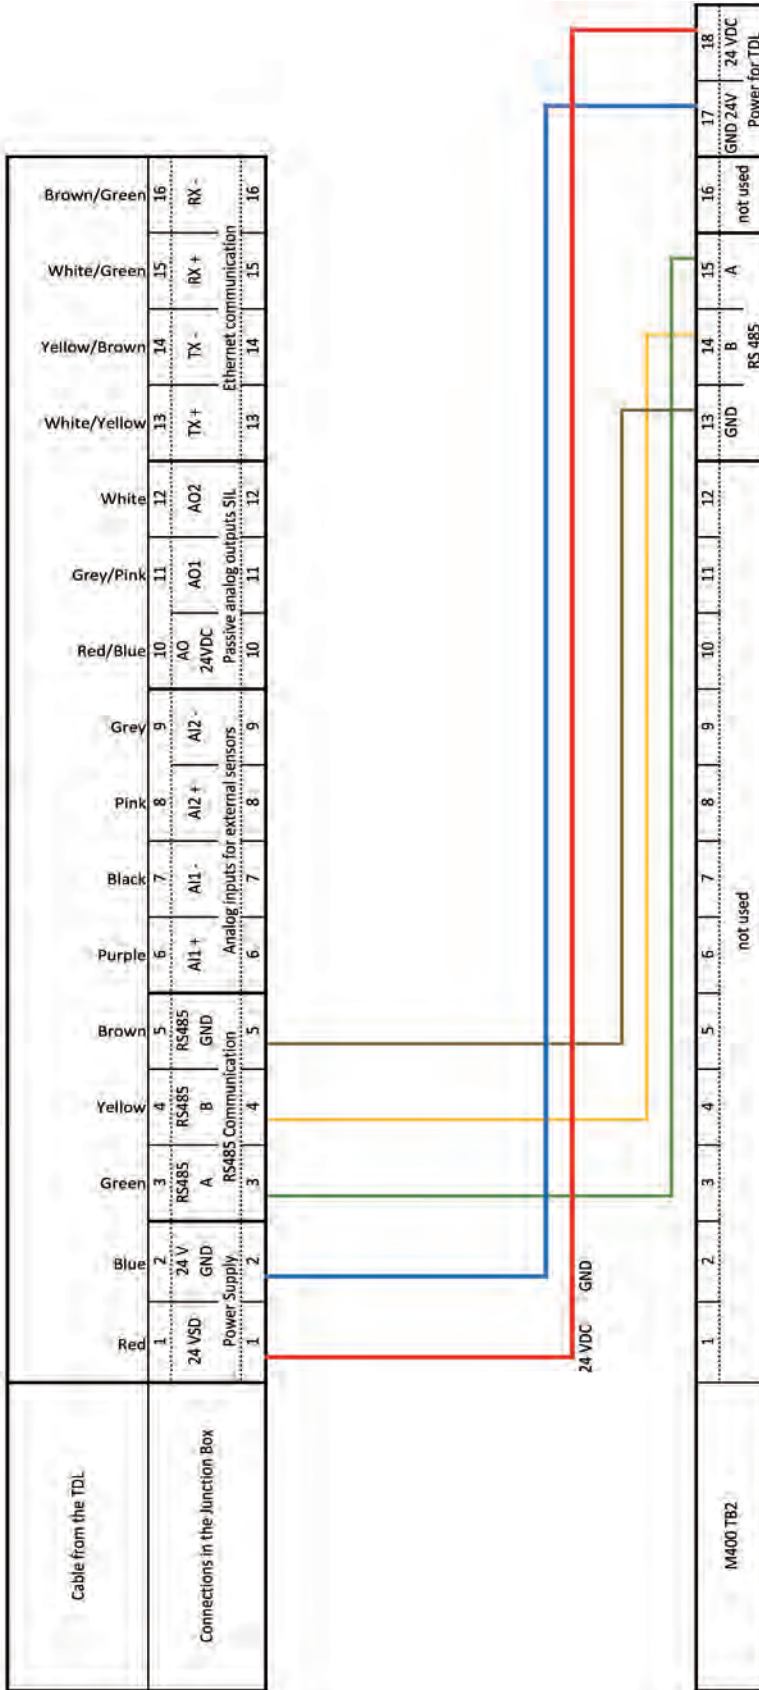 Cable from the TDL
Red
Blue
Green
Yellow
Brown
Purple
Black
Pink
Grey
Red/Blue
Grey/Pink
White
White/Yellow
Yellow/Brown
White/Green
Brown/Green
Connections in the Junction Box
1 2 3 4 5 6 7 8 9 10 11 12 13 14 15 16
24 VSD
24 V
GND
RS485
A
RS485
B
RS485
GND
AI1 +
AI1 -
AI2 +
AI2 -
AO
24VDC
AO1
AO2
TX +
TX -
RX +
RX -
Power Supply
RS485 Communication
Analog inputs for external sensors
Passive analog outputs SIL
Ethernet communication
1 2 3 4 5 6 7 8 9 10 11 12 13 14 15 16
24 VDC
GND
M400 TB2
1 2 3 4 5 6 7 8 9 10 11 12 13 14 15 16 17 18
not used
GND
B
A
RS 485
not used
GND 24V
24 VDC
Power for TDL